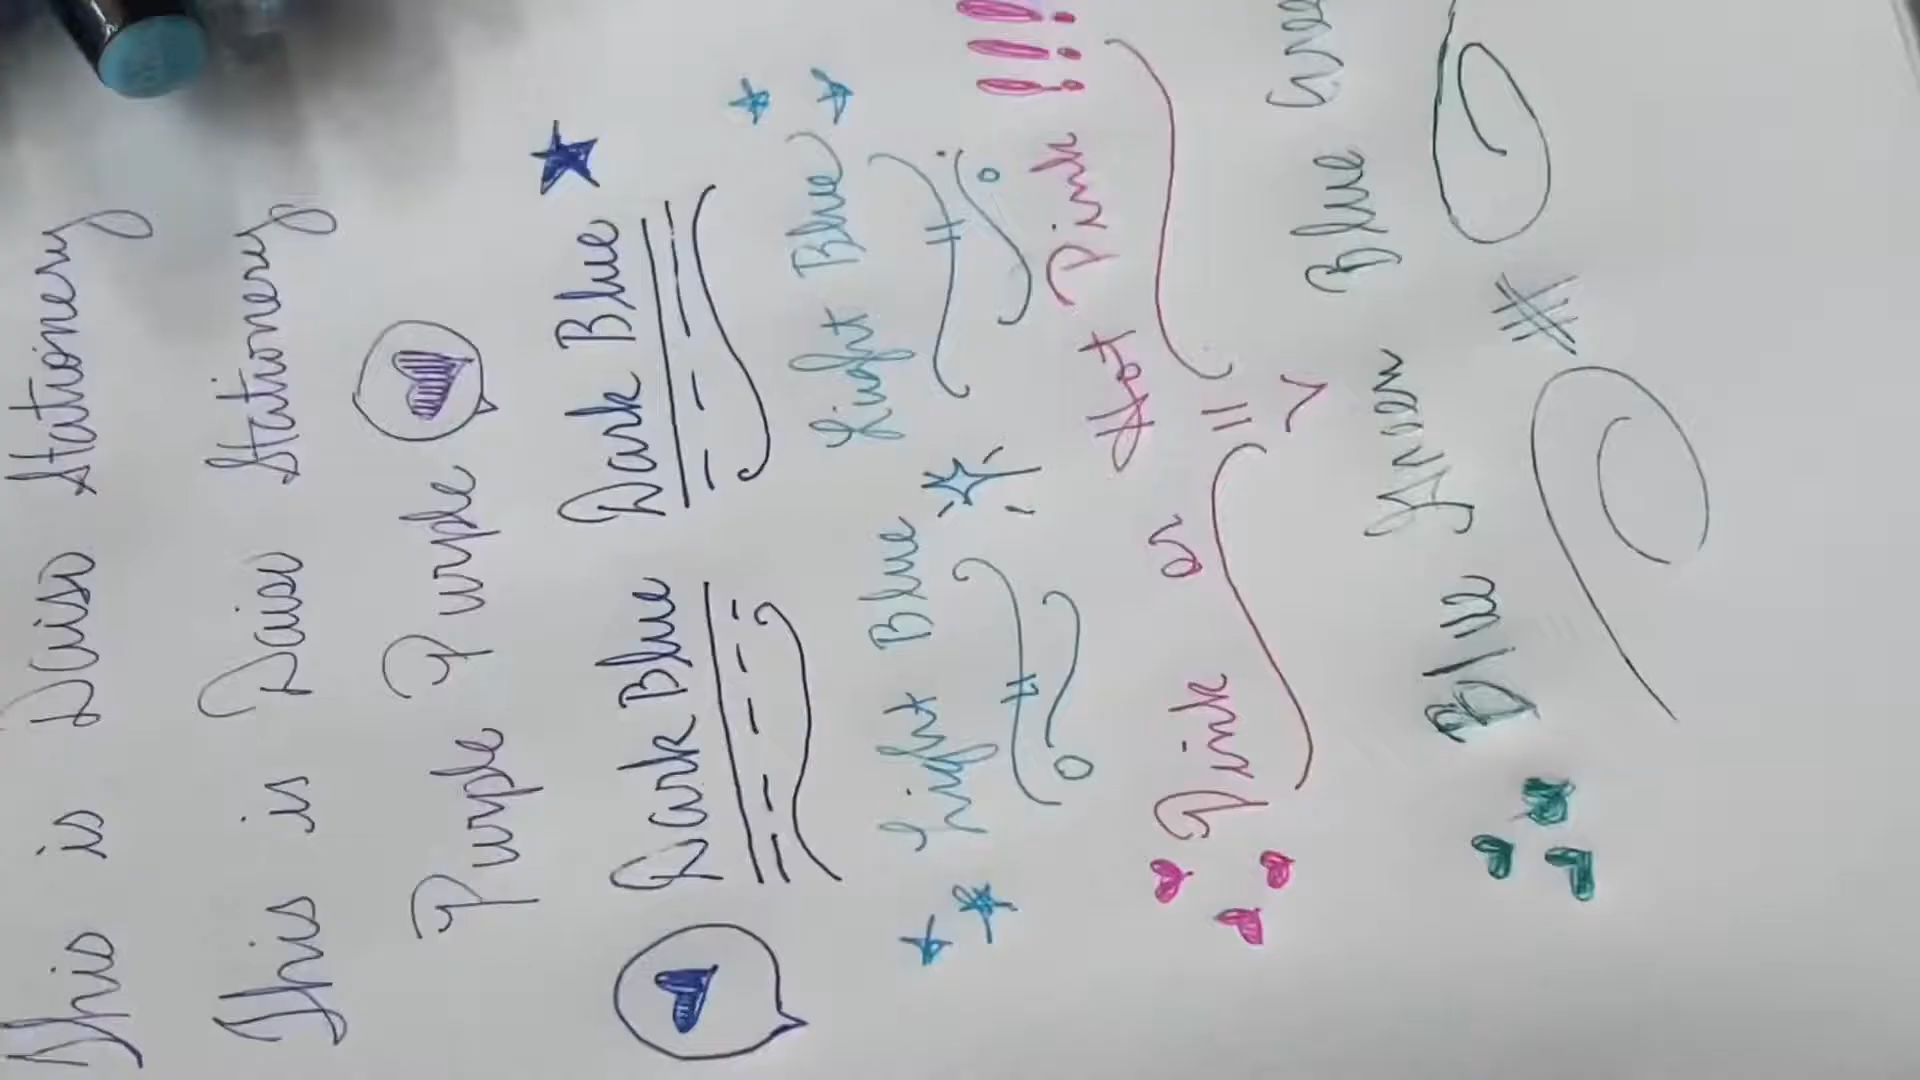 This is Daiso Stationery
This is Daiso Stationery
Purple Purple
Dark Blue Dark Blue
Light Blue Light Blue
Pink or Hot Pink !!!
Blue Green Blue